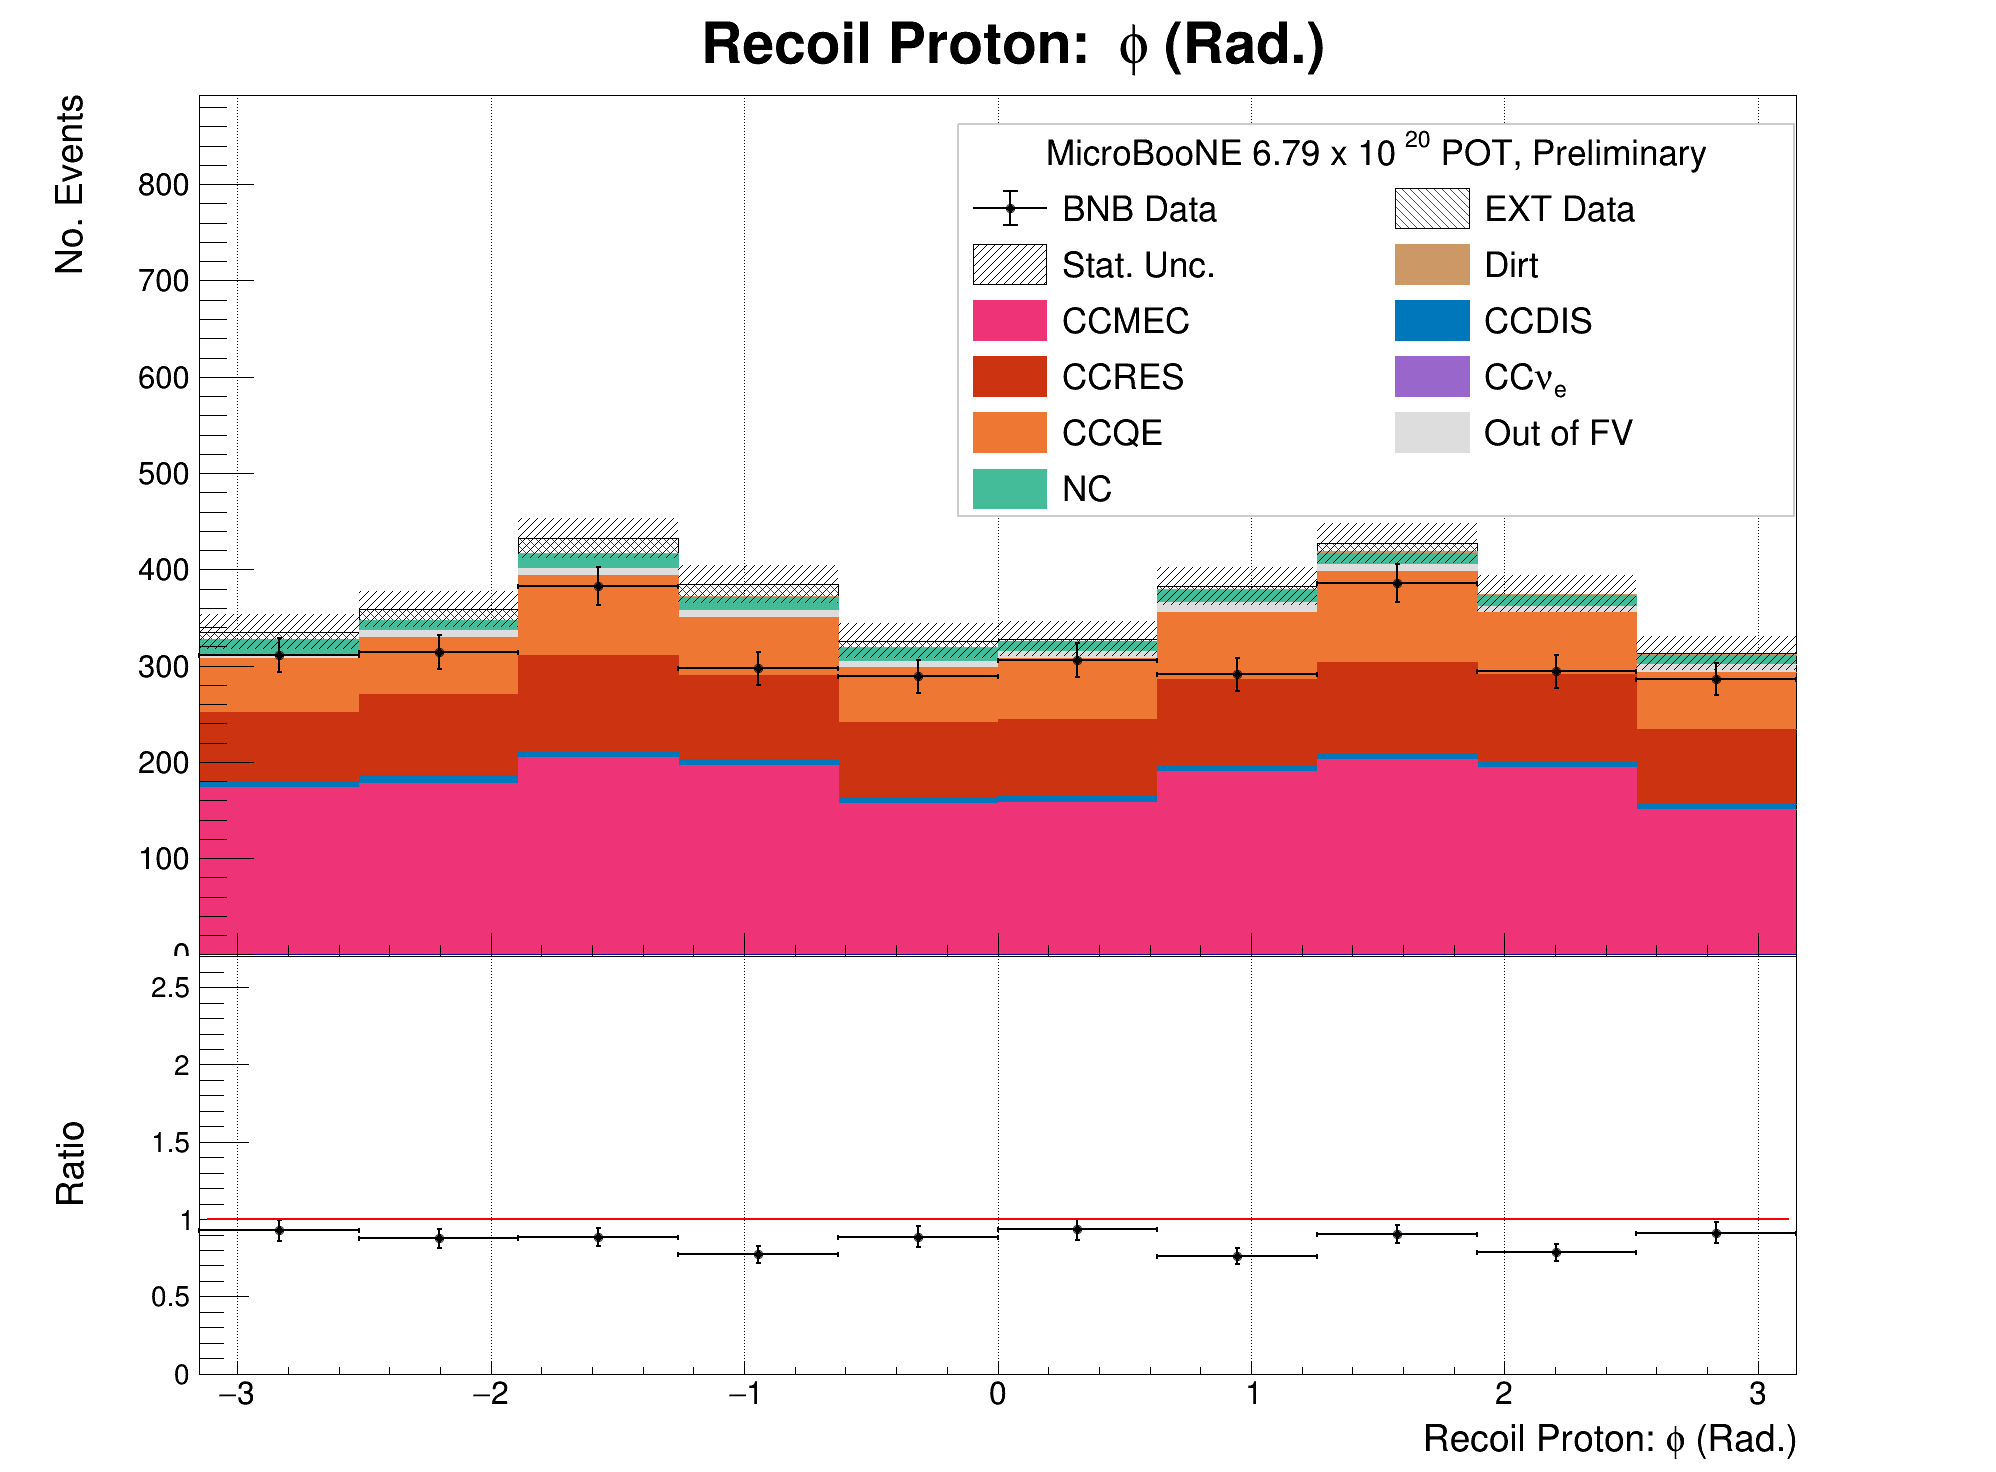 Recoil Proton: ϕ (Rad.)
No. Events
800
700
600
500
400
300
200
100
0
MicroBooNE 6.79 x 10 20 POT, Preliminary
BNB Data
EXT Data
Stat. Unc.
Dirt
CCMEC
CCDIS
CCRES
CCνe
CCQE
Out of FV
NC
Ratio
2.5
2
1.5
1
0.5
0
−3 −2 −1 0 1 2 3
Recoil Proton: ϕ (Rad.)